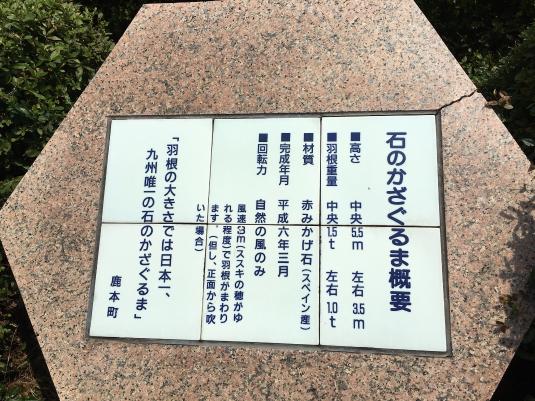 石のかざぐるま概要
■高さ 中央5.5m 左右3.5m
■羽根重量 中央1.5t 左右1.0t
■材質 赤みかげ石(スペイン産)
■完成年月 平成六年三月
■回転力 自然の風のみ
風速3m(ススキの穂がゆ
れる程度)で羽根がまわり
ます。(但し、正面から吹
いた場合)
「羽根の大きさでは日本一、
九州唯一の石のかざぐるま」
鹿本町